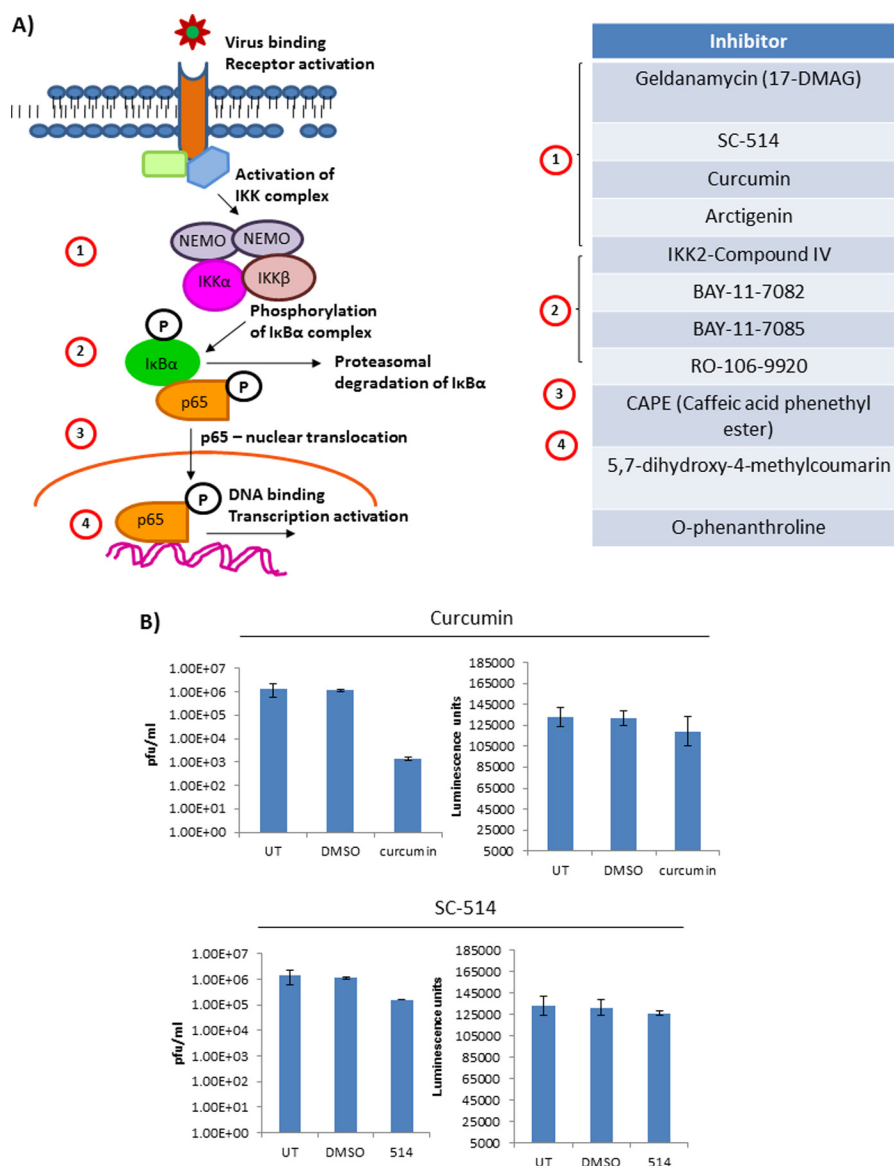 A)
Virus binding
Receptor activation
Activation of
IKK complex
NEMO
NEMO
1
IKKα
IKKβ
Phosphorylation
of IκBα complex
P
2
IκBα
Proteasomal
degradation of IκBα
P
p65
3
p65 – nuclear translocation
P
DNA binding
Transcription activation
4
p65
Inhibitor
Geldanamycin (17-DMAG)
SC-514
1
Curcumin
Arctigenin
IKK2-Compound IV
BAY-11-7082
2
BAY-11-7085
RO-106-9920
3
CAPE (Caffeic acid phenethyl
ester)
4
5,7-dihydroxy-4-methylcoumarin
O-phenanthroline
B)
Curcumin
pfu/ml
1.00E+07
1.00E+06
1.00E+05
1.00E+04
1.00E+03
1.00E+02
1.00E+01
1.00E+00
UT DMSO curcumin
Luminescence units
185000
165000
145000
125000
105000
85000
65000
45000
25000
5000
UT DMSO curcumin
SC-514
pfu/ml
1.00E+07
1.00E+06
1.00E+05
1.00E+04
1.00E+03
1.00E+02
1.00E+01
1.00E+00
UT DMSO 514
Luminescence units
185000
165000
145000
125000
105000
85000
65000
45000
25000
5000
UT DMSO 514